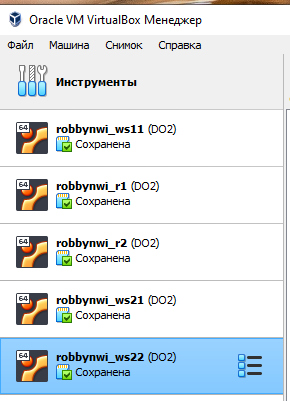 Oracle VM VirtualBox Менеджер
Файл Машина Снимок Справка
Инструменты
64
robbynwi_ws11 (DO2)
Сохранена
64
robbynwi_r1 (DO2)
Сохранена
64
robbynwi_r2 (DO2)
Сохранена
64
robbynwi_ws21 (DO2)
Сохранена
64
robbynwi_ws22 (DO2)
Сохранена